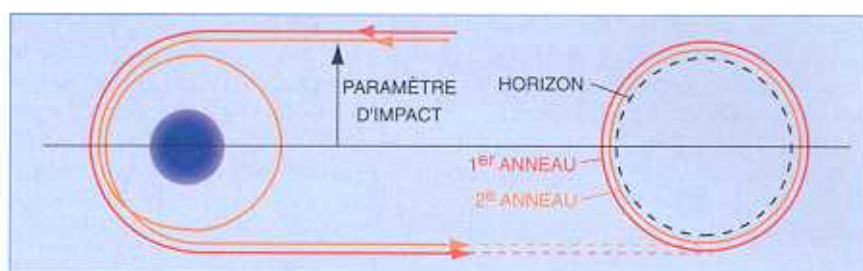 PARAMÈTRE
D'IMPACT
HORIZON
1er ANNEAU
2e ANNEAU